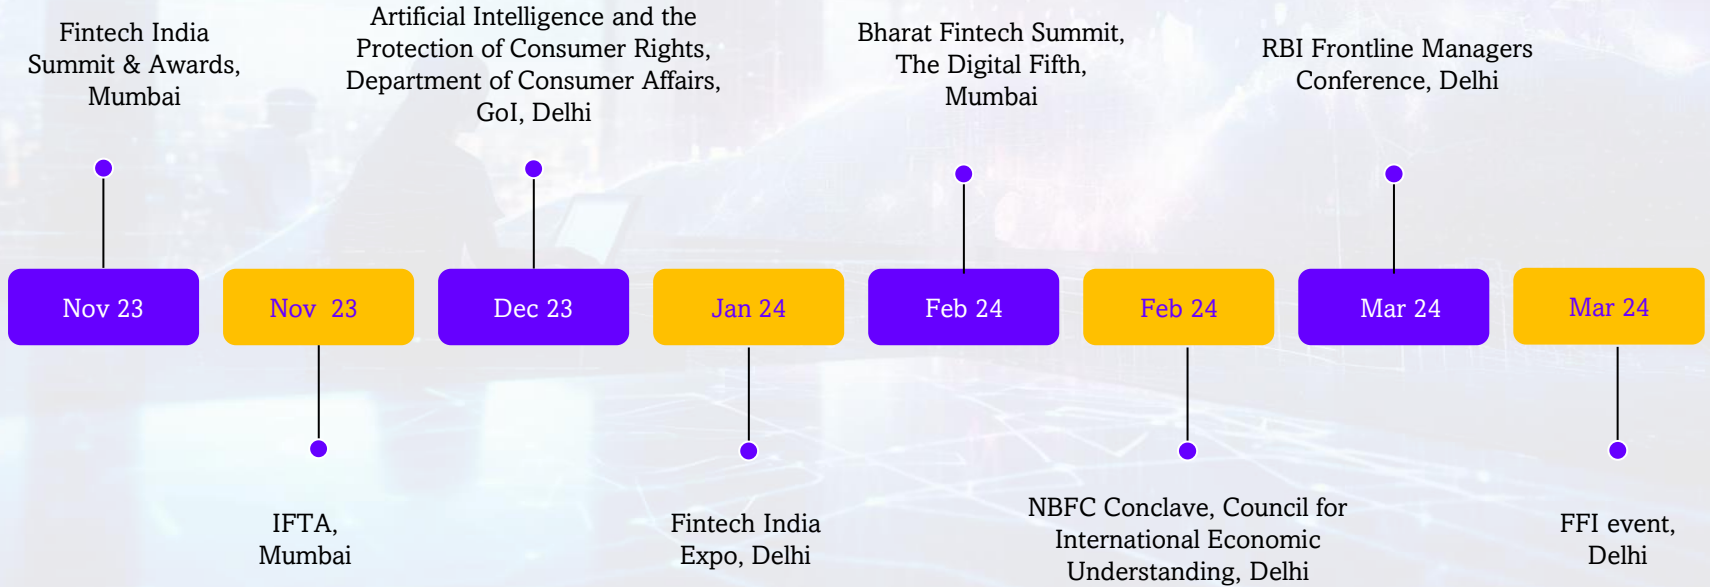 Fintech India
Summit & Awards,
Mumbai
Artificial Intelligence and the
Protection of Consumer Rights,
Department of Consumer Affairs,
GoI, Delhi
Bharat Fintech Summit,
The Digital Fifth,
Mumbai
RBI Frontline Managers
Conference, Delhi
Nov 23
Nov 23
Dec 23
Jan 24
Feb 24
Feb 24
Mar 24
Mar 24
IFTA,
Mumbai
Fintech India
Expo, Delhi
NBFC Conclave, Council for
International Economic
Understanding, Delhi
FFI event,
Delhi